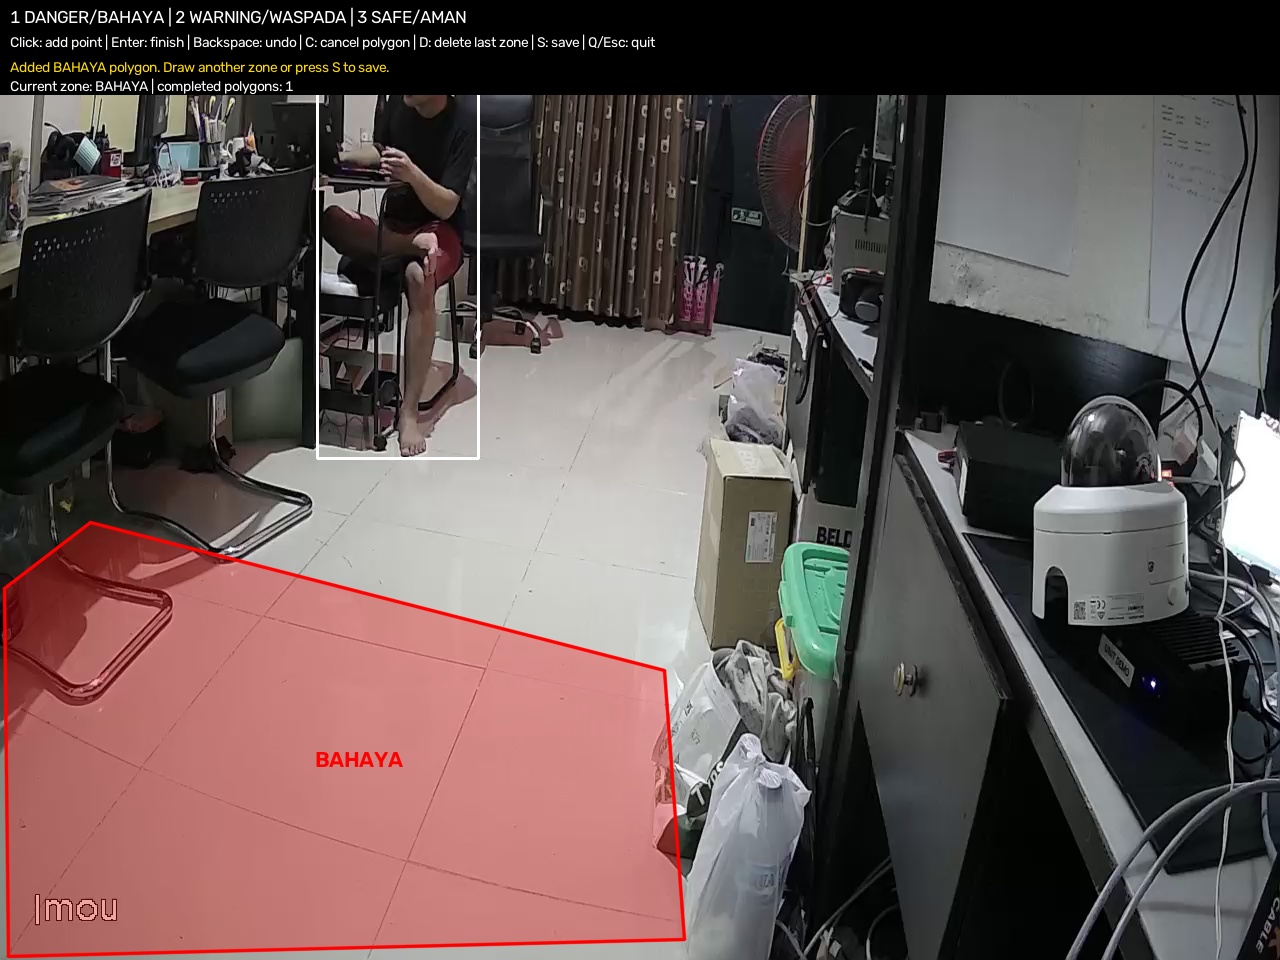 1 DANGER/BAHAYA | 2 WARNING/WASPADA | 3 SAFE/AMAN
Click: add point | Enter: finish | Backspace: undo | C: cancel polygon | D: delete last zone | S: save | Q/Esc: quit
Added BAHAYA polygon. Draw another zone or press S to save.
Current zone: BAHAYA | completed polygons: 1
BELD
UNIT DEMO
BAHAYA
imou
CABLE